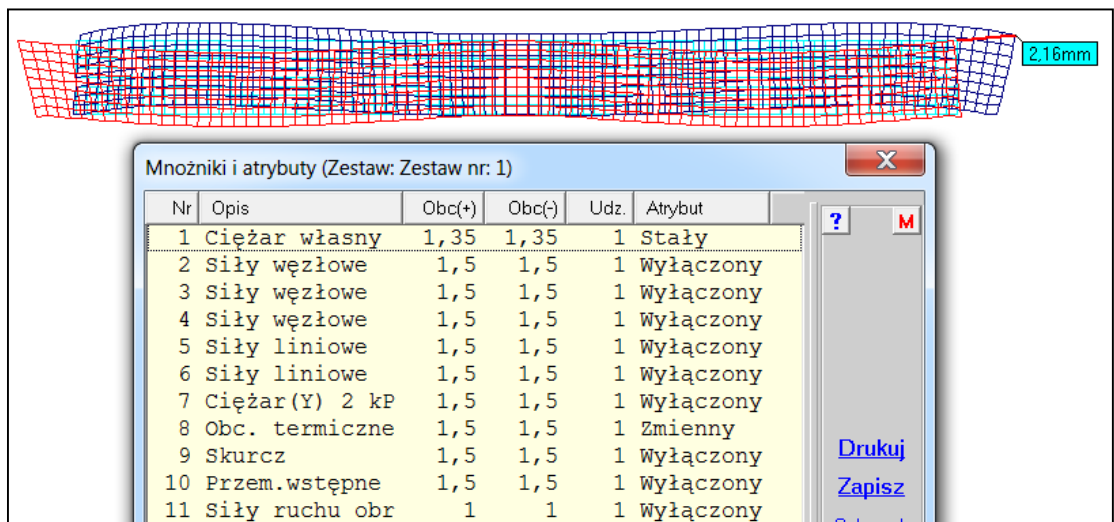 2,16mm
Mnożniki i atrybuty (Zestaw: Zestaw nr: 1)
Nr Opis Obc(+) Obc(-) Udz. Atrybut
? M
1 Ciężar własny 1,35 1,35 1 Stały
2 Siły węzłowe 1,5 1,5 1 Wyłączony
3 Siły węzłowe 1,5 1,5 1 Wyłączony
4 Siły węzłowe 1,5 1,5 1 Wyłączony
5 Siły liniowe 1,5 1,5 1 Wyłączony
6 Siły liniowe 1,5 1,5 1 Wyłączony
7 Ciężar(Y) 2 kP 1,5 1,5 1 Wyłączony
8 Obc. termiczne 1,5 1,5 1 Zmienny
9 Skurcz 1,5 1,5 1 Wyłączony
Drukuj
10 Przem.wstępne 1,5 1,5 1 Wyłączony
Zapisz
11 Siły ruchu obr 1 1 1 Wyłączony